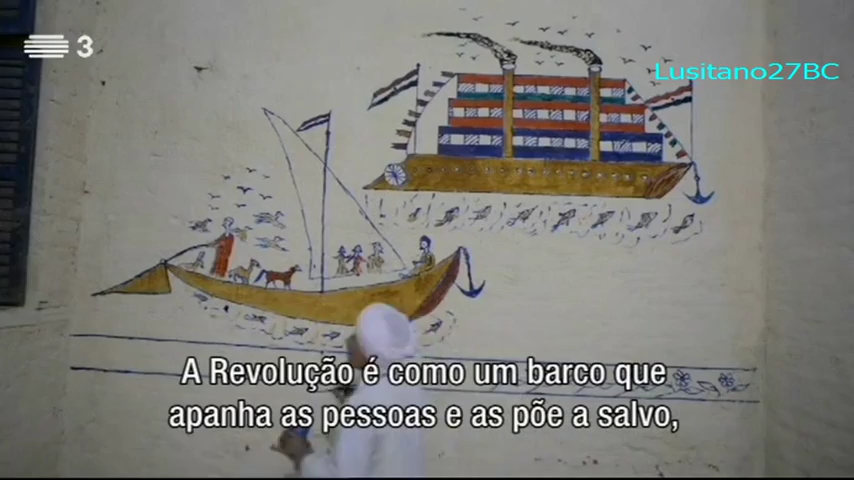 3
Lusitano27BC
A Revolução é como um barco que
apanha as pessoas e as põe a salvo,